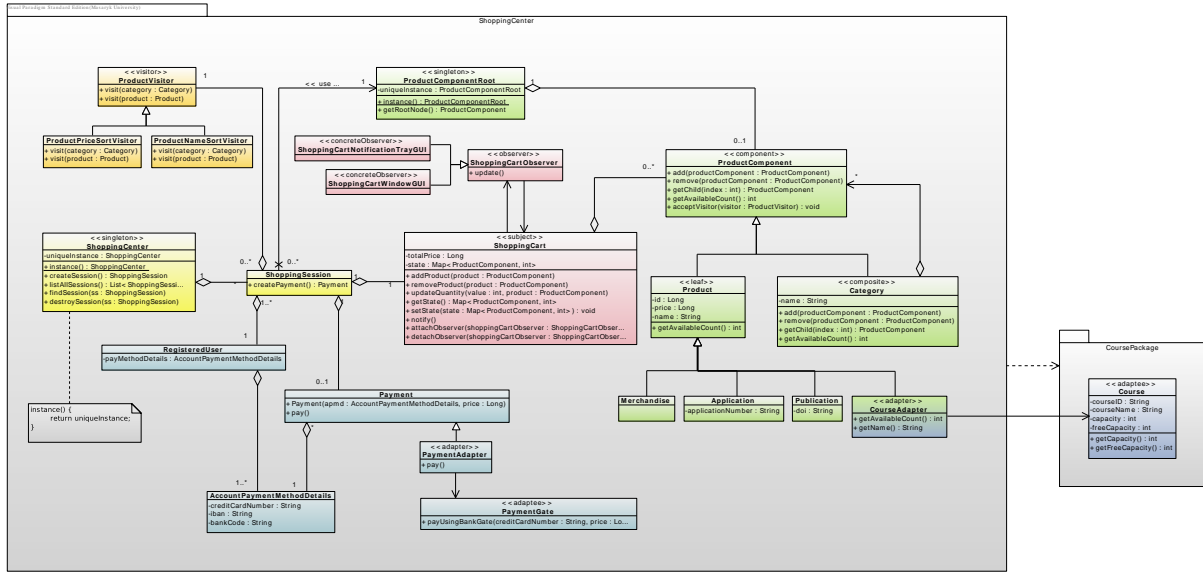 Visual Paradigm Standard Edition(Masaryk University)
ShoppingCenter
<<visitor>>
ProductVisitor
+visit(category : Category)
+visit(product : Product)
1
<< use ...
1
<<singleton>>
ProductComponentRoot
-uniqueInstance : ProductComponentRoot
+instance() : ProductComponentRoot
+getRootNode() : ProductComponent
1
ProductPriceSortVisitor
+visit(category : Category)
+visit(product : Product)
ProductNameSortVisitor
+visit(category : Category)
+visit(product : Product)
<<concreteObserver>>
ShoppingCartNotificationTrayGUI
<<concreteObserver>>
ShoppingCartWindowGUI
<<observer>>
ShoppingCartObserver
+update()
0..1
0..*
<<component>>
ProductComponent
+add(productComponent : ProductComponent)
+remove(productComponent : ProductComponent)
+getChild(index : int) : ProductComponent
+getAvailableCount() : int
+acceptVisitor(visitor : ProductVisitor) : void
*
<<singleton>>
ShoppingCenter
-uniqueInstance : ShoppingCenter
+instance() : ShoppingCenter
+createSession() : ShoppingSession
+listAllSessions() : List<ShoppingSessi...
+findSession(ss : ShoppingSession)
+destroySession(ss : ShoppingSession)
1
*
0..*
0..*
ShoppingSession
+createPayment() : Payment
1
1
<<subject>>
ShoppingCart
-totalPrice : Long
-state : Map<ProductComponent, int>
+addProduct(product : ProductComponent)
+removeProduct(product : ProductComponent)
+updateQuantity(value : int, product : ProductComponent)
+getState() : Map<ProductComponent, int>
+setState(state : Map<ProductComponent, int>) : void
+notify()
+attachObserver(shoppingCartObserver : ShoppingCartObser...
+detachObserver(shoppingCartObserver : ShoppingCartObser...
<<leaf>>
Product
-id : Long
-price : Long
-name : String
+getAvailableCount() : int
<<composite>>
Category
-name : String
+add(productComponent : ProductComponent)
+remove(productComponent : ProductComponent)
+getChild(index : int) : ProductComponent
+getAvailableCount() : int
1..*
1
1
RegisteredUser
-payMethodDetails : AccountPaymentMethodDetails
instance() {
return uniqueInstance;
}
0..1
Payment
+Payment(apmd : AccountPaymentMethodDetails, price : Long)
+pay()
*
<<adapter>>
PaymentAdapter
+pay()
1..*
1
AccountPaymentMethodDetails
-creditCardNumber : String
-iban : String
-bankCode : String
<<adaptee>>
PaymentGate
+payUsingBankGate(creditCardNumber : String, price : Lo...
Merchandise
Application
-applicationNumber : String
Publication
-doi : String
<<adapter>>
CourseAdapter
+getAvailableCount() : int
+getName() : String
CoursePackage
<<adaptee>>
Course
-courseID : String
-courseName : String
-capacity : int
-freeCapacity : int
+getCapacity() : int
+getFreeCapacity() : int